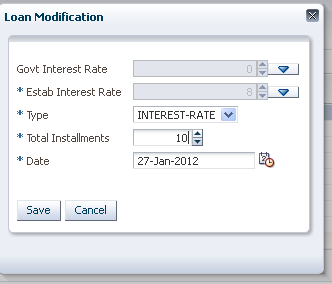 Loan Modification
Govt Interest Rate 0
* Estab Interest Rate 8
* Type INTEREST-RATE
* Total Installments 10
* Date 27-Jan-2012
Save Cancel